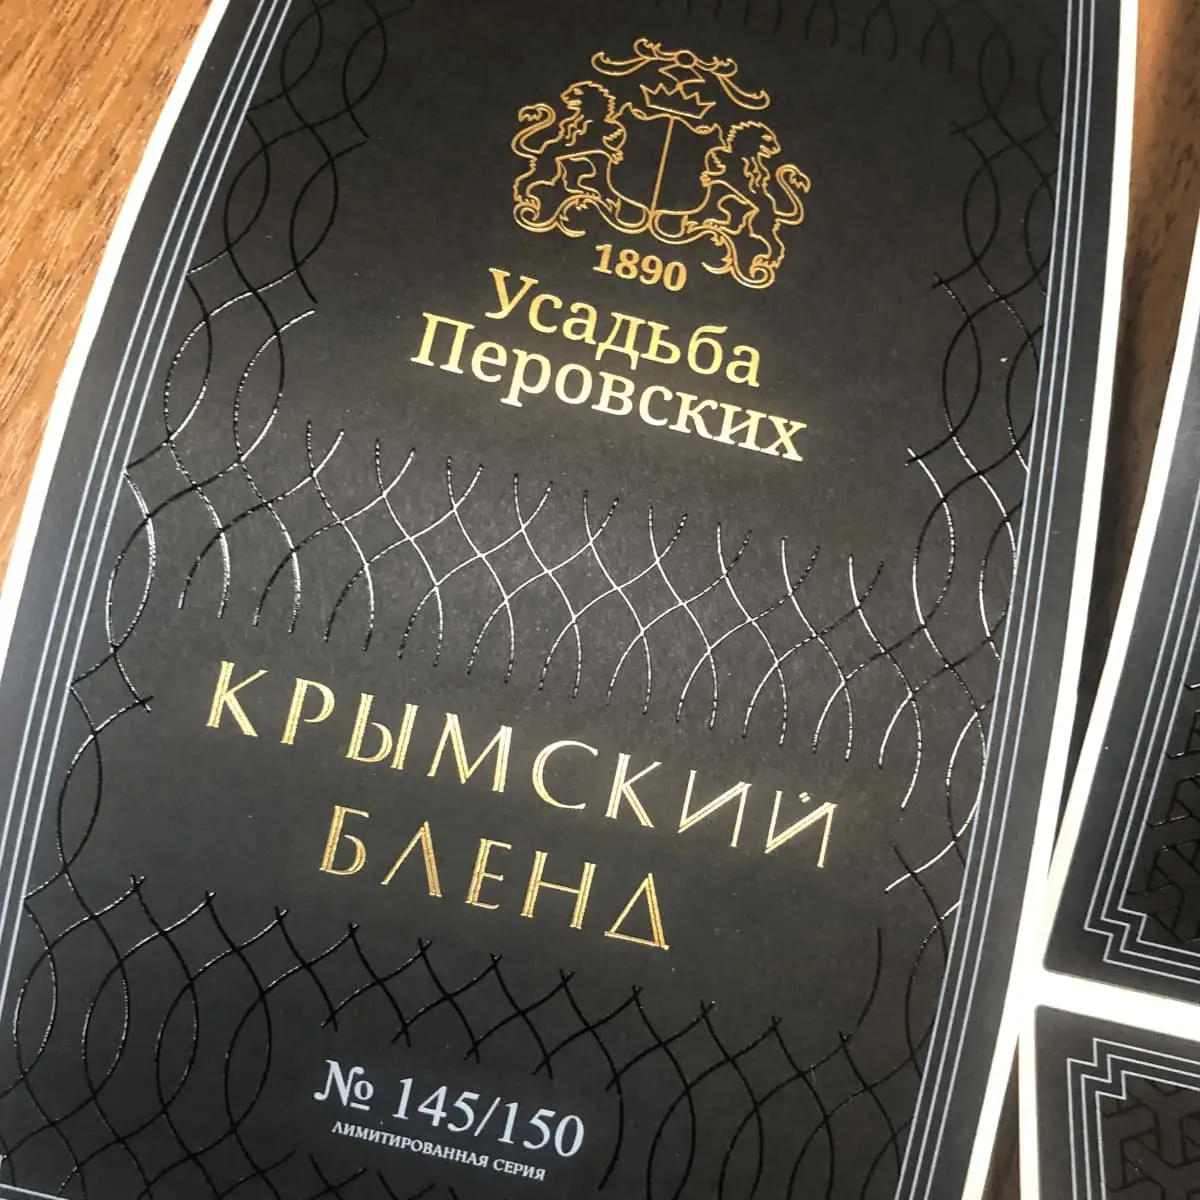 1890
Усадьба
Перовских
КРЫМСКИЙ
БЛЕНД
№ 145/150
ЛИМИТИРОВАННАЯ СЕРИЯ